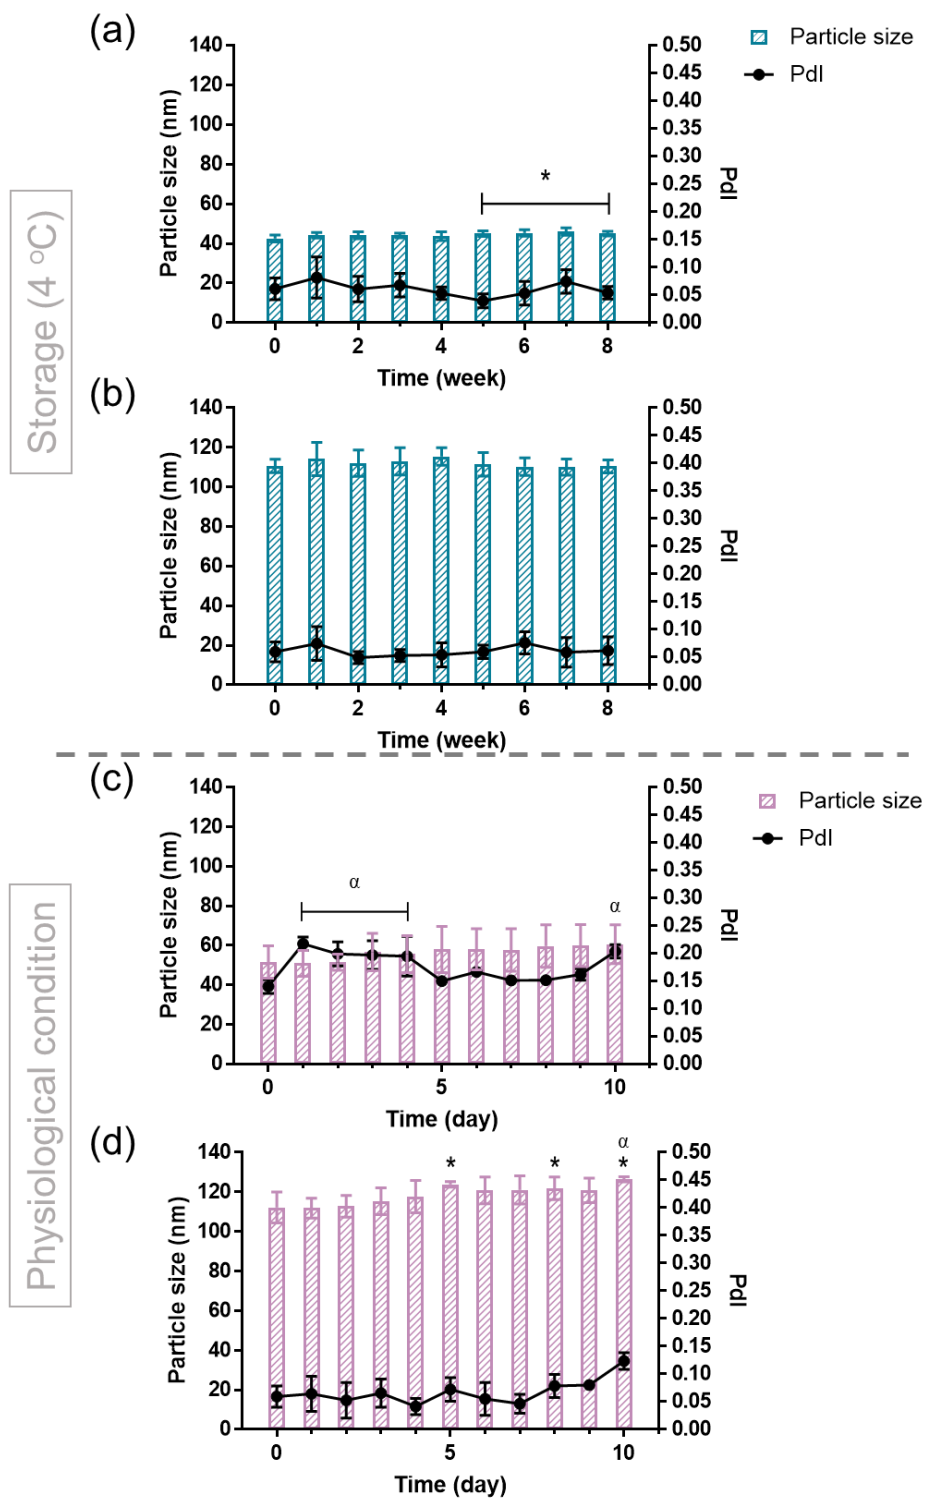 (a)
140
120
100
80
60
40
20
0
Particle size (nm)
*
0.50
0.45
0.40
0.35
0.30
0.25
0.20
0.15
0.10
0.05
0.00
PdI
0 2 4 6 8
Time (week)
Particle size
PdI
Storage (4 °C)
(b)
140
120
100
80
60
40
20
0
Particle size (nm)
0.50
0.45
0.40
0.35
0.30
0.25
0.20
0.15
0.10
0.05
0.00
PdI
0 2 4 6 8
Time (week)
(c)
140
120
100
80
60
40
20
0
Particle size (nm)
α
α
0.50
0.45
0.40
0.35
0.30
0.25
0.20
0.15
0.10
0.05
0.00
PdI
0 5 10
Time (day)
Particle size
PdI
Physiological condition
(d)
140
120
100
80
60
40
20
0
Particle size (nm)
α
* * *
0.50
0.45
0.40
0.35
0.30
0.25
0.20
0.15
0.10
0.05
0.00
PdI
0 5 10
Time (day)